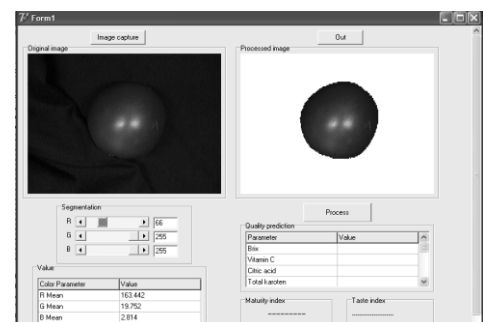 Form1
Image capture
Out
Original image
Processed image
Segmentation
R 66
G 255
B 255
Process
Quality prediction
Parameter Value
Brix
Vitamin C
Citric acid
Total karoten
Value
Color Parameter Value
R Mean 163.442
G Mean 19.752
B Mean 2.814
Maturity index
Taste index
---------
---------